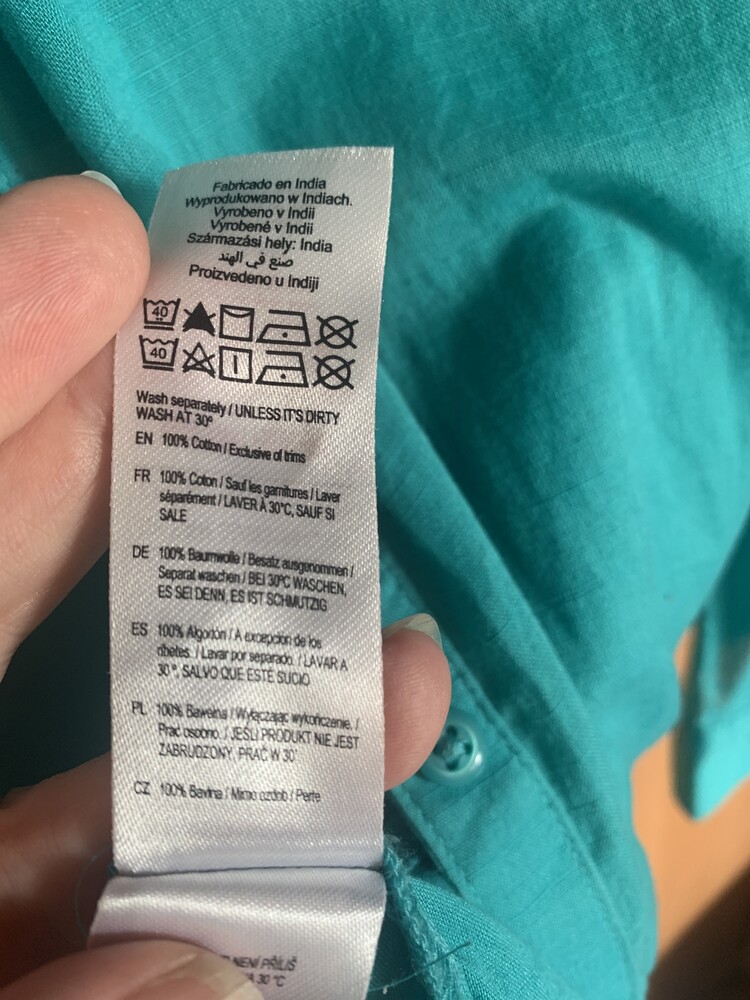 Fabricado en India
Wyprodukowano w Indiach.
Vyrobeno v Indii
Vyrobené v Indii
Származási hely: India
صنع في الهند
Proizvedeno u Indiji
40
40
Wash separately / UNLESS IT'S DIRTY
WASH AT 30°
EN 100% Cotton / Exclusive of trims
FR 100% Coton / Sauf les garnitures / Laver
séparément / LAVER À 30°C, SAUF SI
SALE
DE 100% Baumwolle / Besatz ausgenommen /
Separat waschen / BEI 30°C WASCHEN,
ES SEI DENN, ES IST SCHMUTZIG
ES 100% Algodón / A excepcion de los
ribetes. / Lavar por separado. / LAVAR A
30°, SALVO QUE ESTÉ SUCIO
PL 100% Bawełna / Wyłączając wykończenie. /
Prać osobno. / JEŚLI PRODUKT NIE JEST
ZABRUDZONY, PRAĆ W 30°
CZ 100% Bavlna / Mimo ozdob / Perte
NENÍ PŘÍLIŠ
30 °C